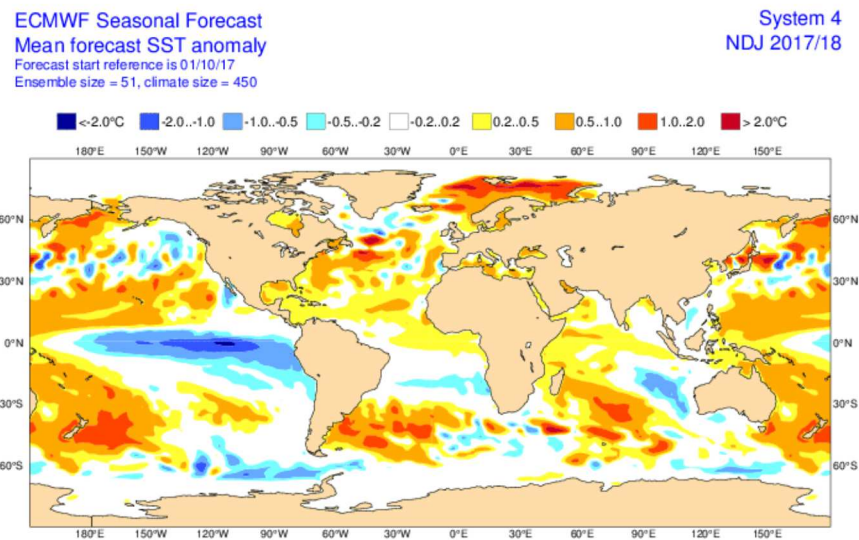 ECMWF Seasonal Forecast
System 4
Mean forecast SST anomaly
NDJ 2017/18
Forecast start reference is 01/10/17
Ensemble size = 51, climate size = 450
<-2.0°C -2.0..-1.0 -1.0..-0.5 -0.5..-0.2 -0.2..0.2 0.2..0.5 0.5..1.0 1.0..2.0 > 2.0°C
180°E 150°W 120°W 90°W 60°W 30°W 0°E 30°E 60°E 90°E 120°E 150°E
60°N 60°N
30°N 30°N
0°N 0°N
30°S 30°S
60°S 60°S
180°E 150°W 120°W 90°W 60°W 30°W 0°E 30°E 60°E 90°E 120°E 150°E